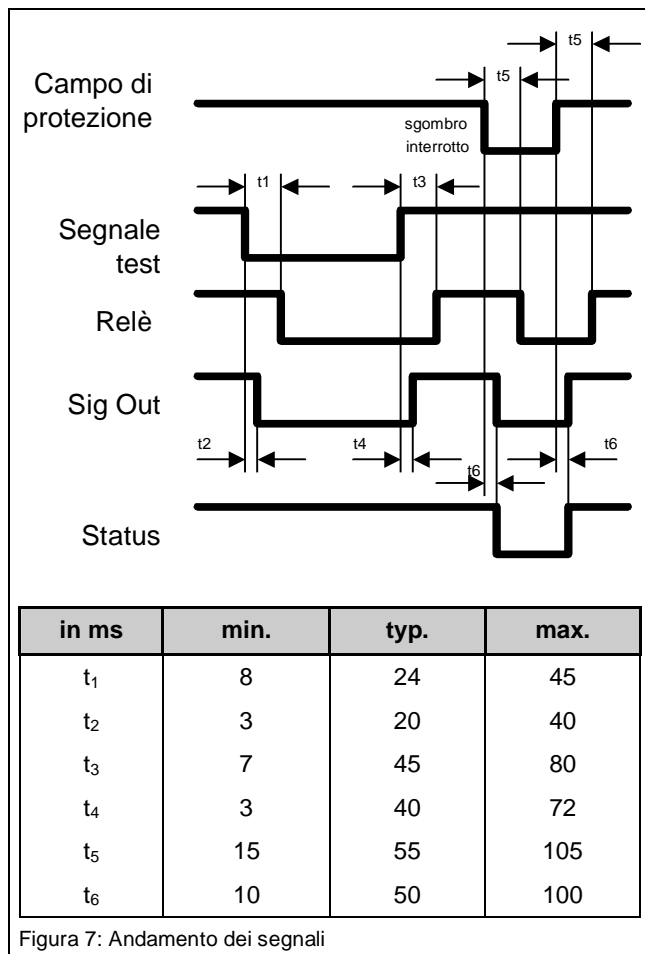 t5
t5
Campo di
protezione
sgombro
interrotto
t1
t3
Segnale
test
Relè
Sig Out
t2
t4
t6
t6
Status
in ms min. typ. max.
t1 8 24 45
t2 3 20 40
t3 7 45 80
t4 3 40 72
t5 15 55 105
t6 10 50 100
Figura 7: Andamento dei segnali